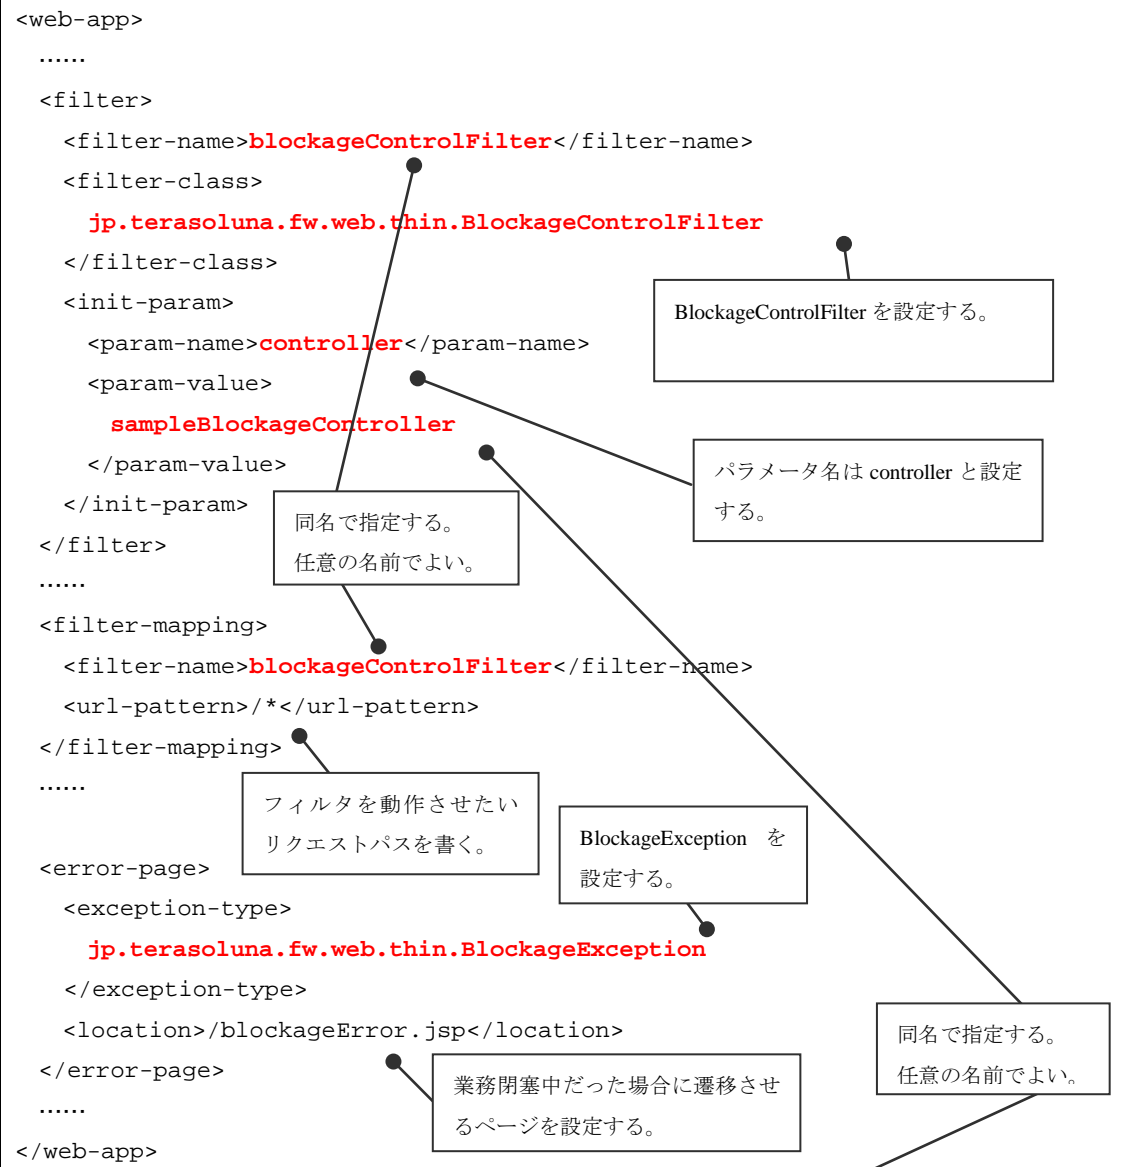 <web-app>
……
<filter>
<filter-name>blockageControlFilter</filter-name>
<filter-class>
jp.terasoluna.fw.web.thin.BlockageControlFilter
</filter-class>
<init-param>
BlockageControlFilter を設定する。
<param-name>controller</param-name>
<param-value>
sampleBlockageController
</param-value>
パラメータ名は controller と設定
する。
</init-param>
同名で指定する。
任意の名前でよい。
</filter>
……
<filter-mapping>
<filter-name>blockageControlFilter</filter-name>
<url-pattern>/*</url-pattern>
</filter-mapping>
……
フィルタを動作させたい
リクエストパスを書く。
BlockageException を
設定する。
<error-page>
<exception-type>
jp.terasoluna.fw.web.thin.BlockageException
</exception-type>
<location>/blockageError.jsp</location>
同名で指定する。
任意の名前でよい。
</error-page>
業務閉塞中だった場合に遷移させ
るページを設定する。
……
</web-app>